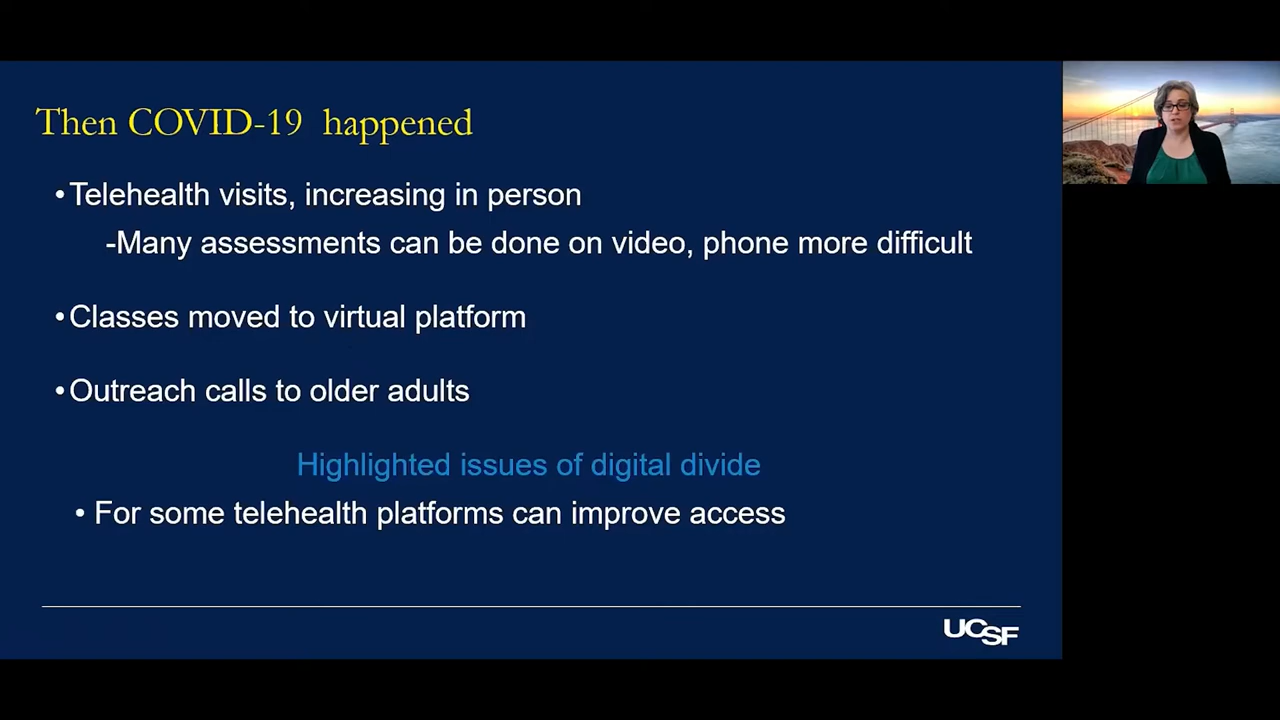 Then COVID-19 happened
•Telehealth visits, increasing in person
-Many assessments can be done on video, phone more difficult
•Classes moved to virtual platform
•Outreach calls to older adults
Highlighted issues of digital divide
• For some telehealth platforms can improve access
UCSF